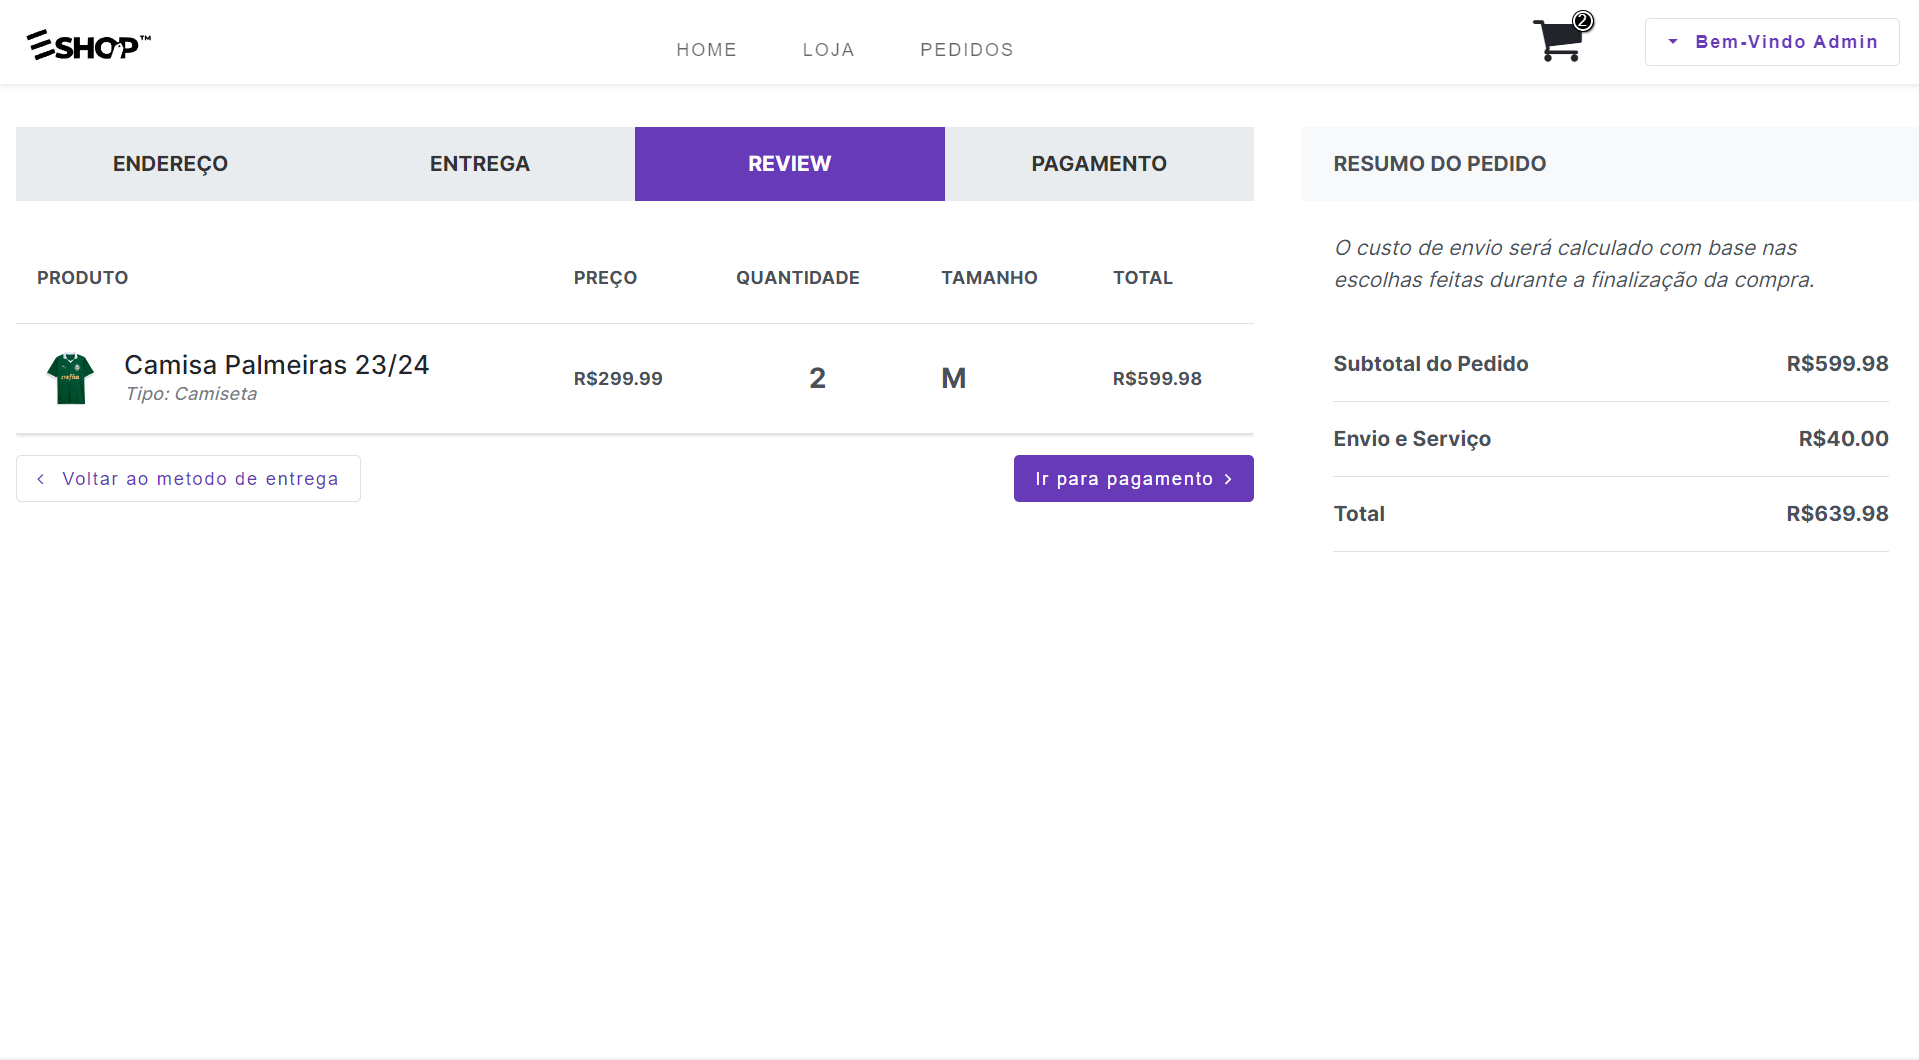 ESHOP™
HOME
LOJA
PEDIDOS
2
Bem-Vindo Admin
ENDEREÇO
ENTREGA
REVIEW
PAGAMENTO
PRODUTO
PREÇO
QUANTIDADE
TAMANHO
TOTAL
crefisa
Camisa Palmeiras 23/24
Tipo: Camiseta
R$299.99
2
M
R$599.98
Voltar ao metodo de entrega
Ir para pagamento
RESUMO DO PEDIDO
O custo de envio será calculado com base nas
escolhas feitas durante a finalização da compra.
Subtotal do Pedido
R$599.98
Envio e Serviço
R$40.00
Total
R$639.98